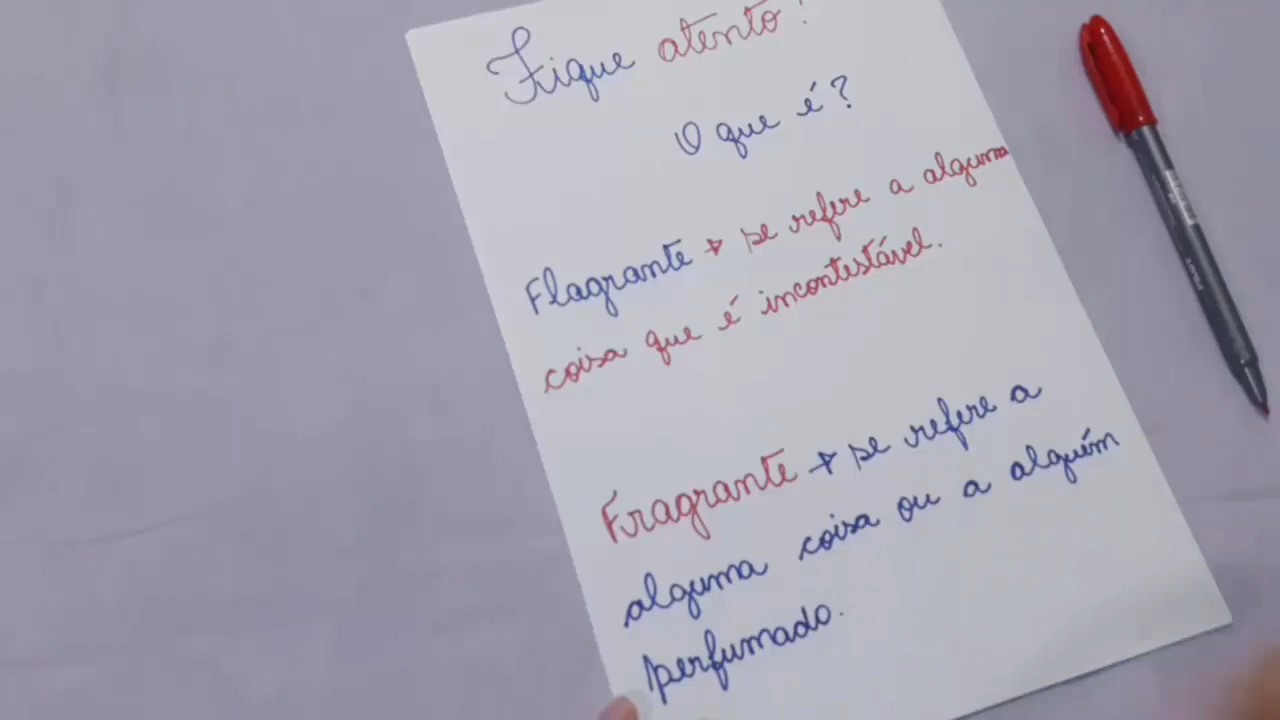 Fique atento!
O que é?
Flagrante → se refere a alguma
coisa que é incontestável.
Fragrante → se refere a
alguma coisa ou a alguém
perfumado.